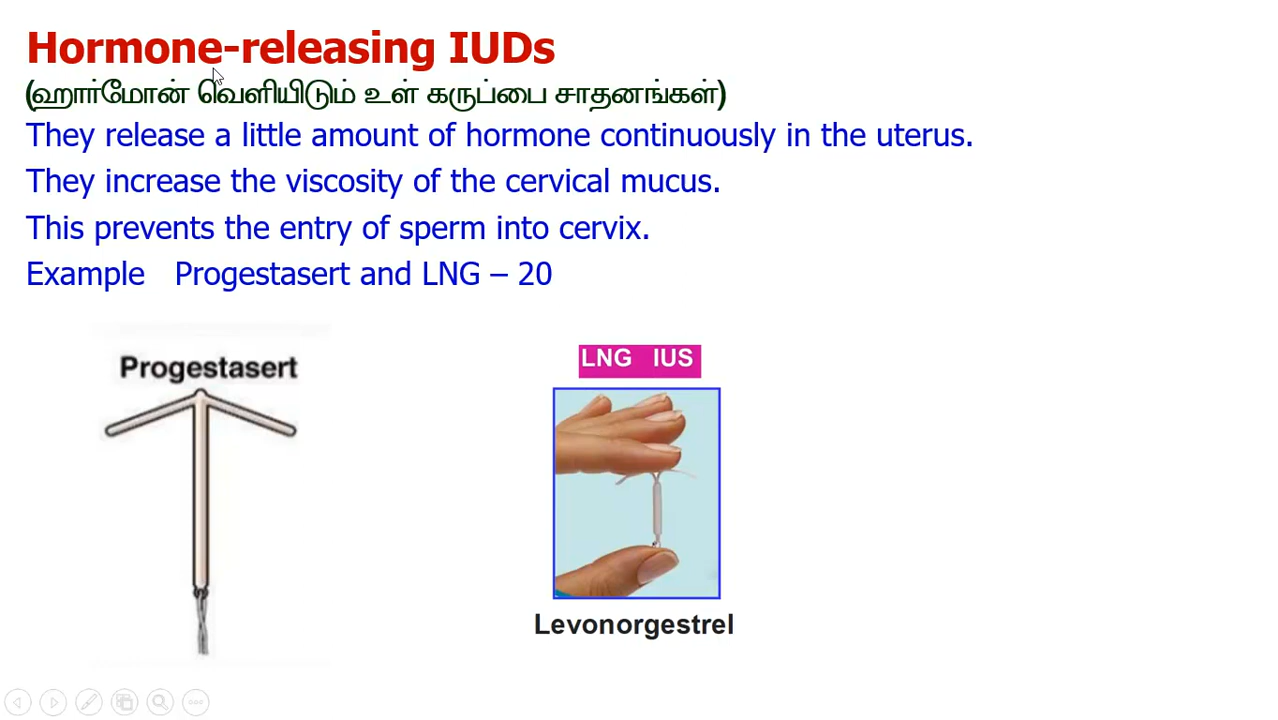 Hormone-releasing IUDs
(ஹார்மோன் வெளியிடும் உள் கருப்பை சாதனங்கள்)
They release a little amount of hormone continuously in the uterus.
They increase the viscosity of the cervical mucus.
This prevents the entry of sperm into cervix.
Example Progestasert and LNG – 20
Progestasert
LNG IUS
Levonorgestrel